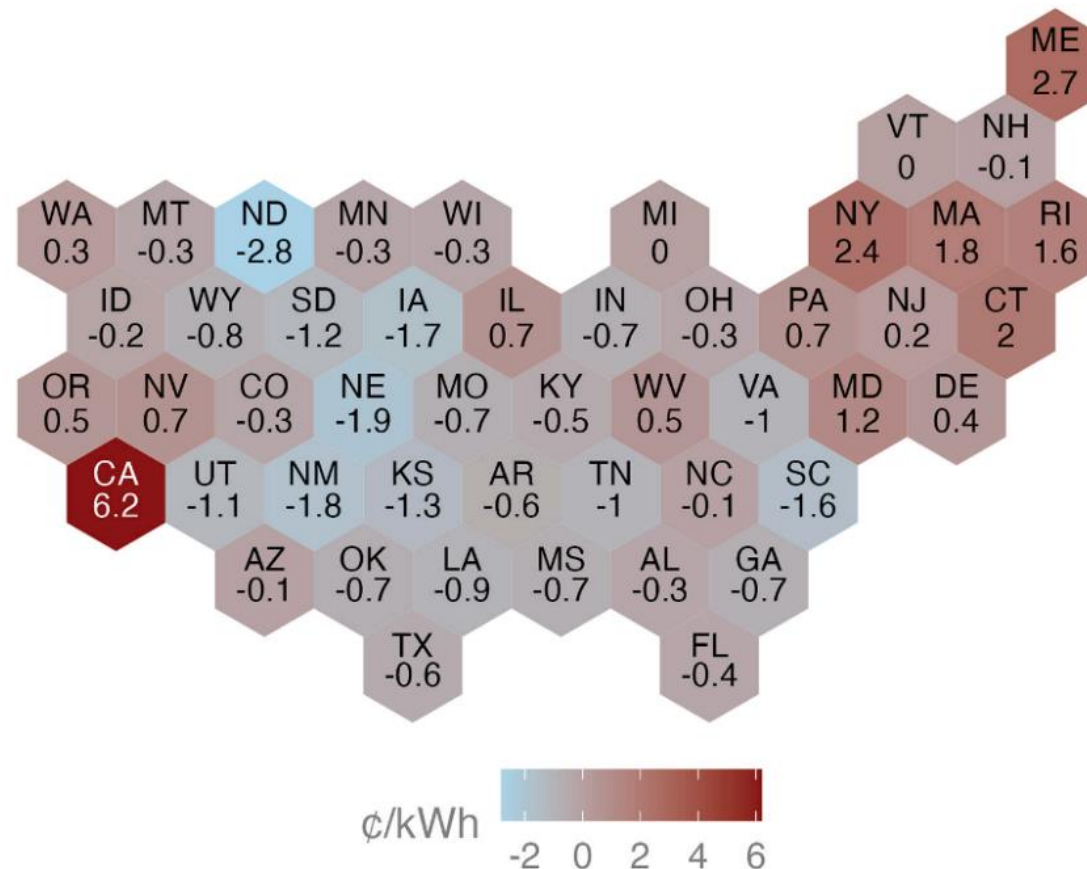 ME
2.7
VT NH
0 -0.1
WA MT ND MN WI MI NY MA RI
0.3 -0.3 -2.8 -0.3 -0.3 0 2.4 1.8 1.6
ID WY SD IA IL IN OH PA NJ CT
-0.2 -0.8 -1.2 -1.7 0.7 -0.7 -0.3 0.7 0.2 2
OR NV CO NE MO KY WV VA MD DE
0.5 0.7 -0.3 -1.9 -0.7 -0.5 0.5 -1 1.2 0.4
CA UT NM KS AR TN NC SC
6.2 -1.1 -1.8 -1.3 -0.6 -1 -0.1 -1.6
AZ OK LA MS AL GA
-0.1 -0.7 -0.9 -0.7 -0.3 -0.7
TX FL
-0.6 -0.4
¢/kWh
-2 0 2 4 6